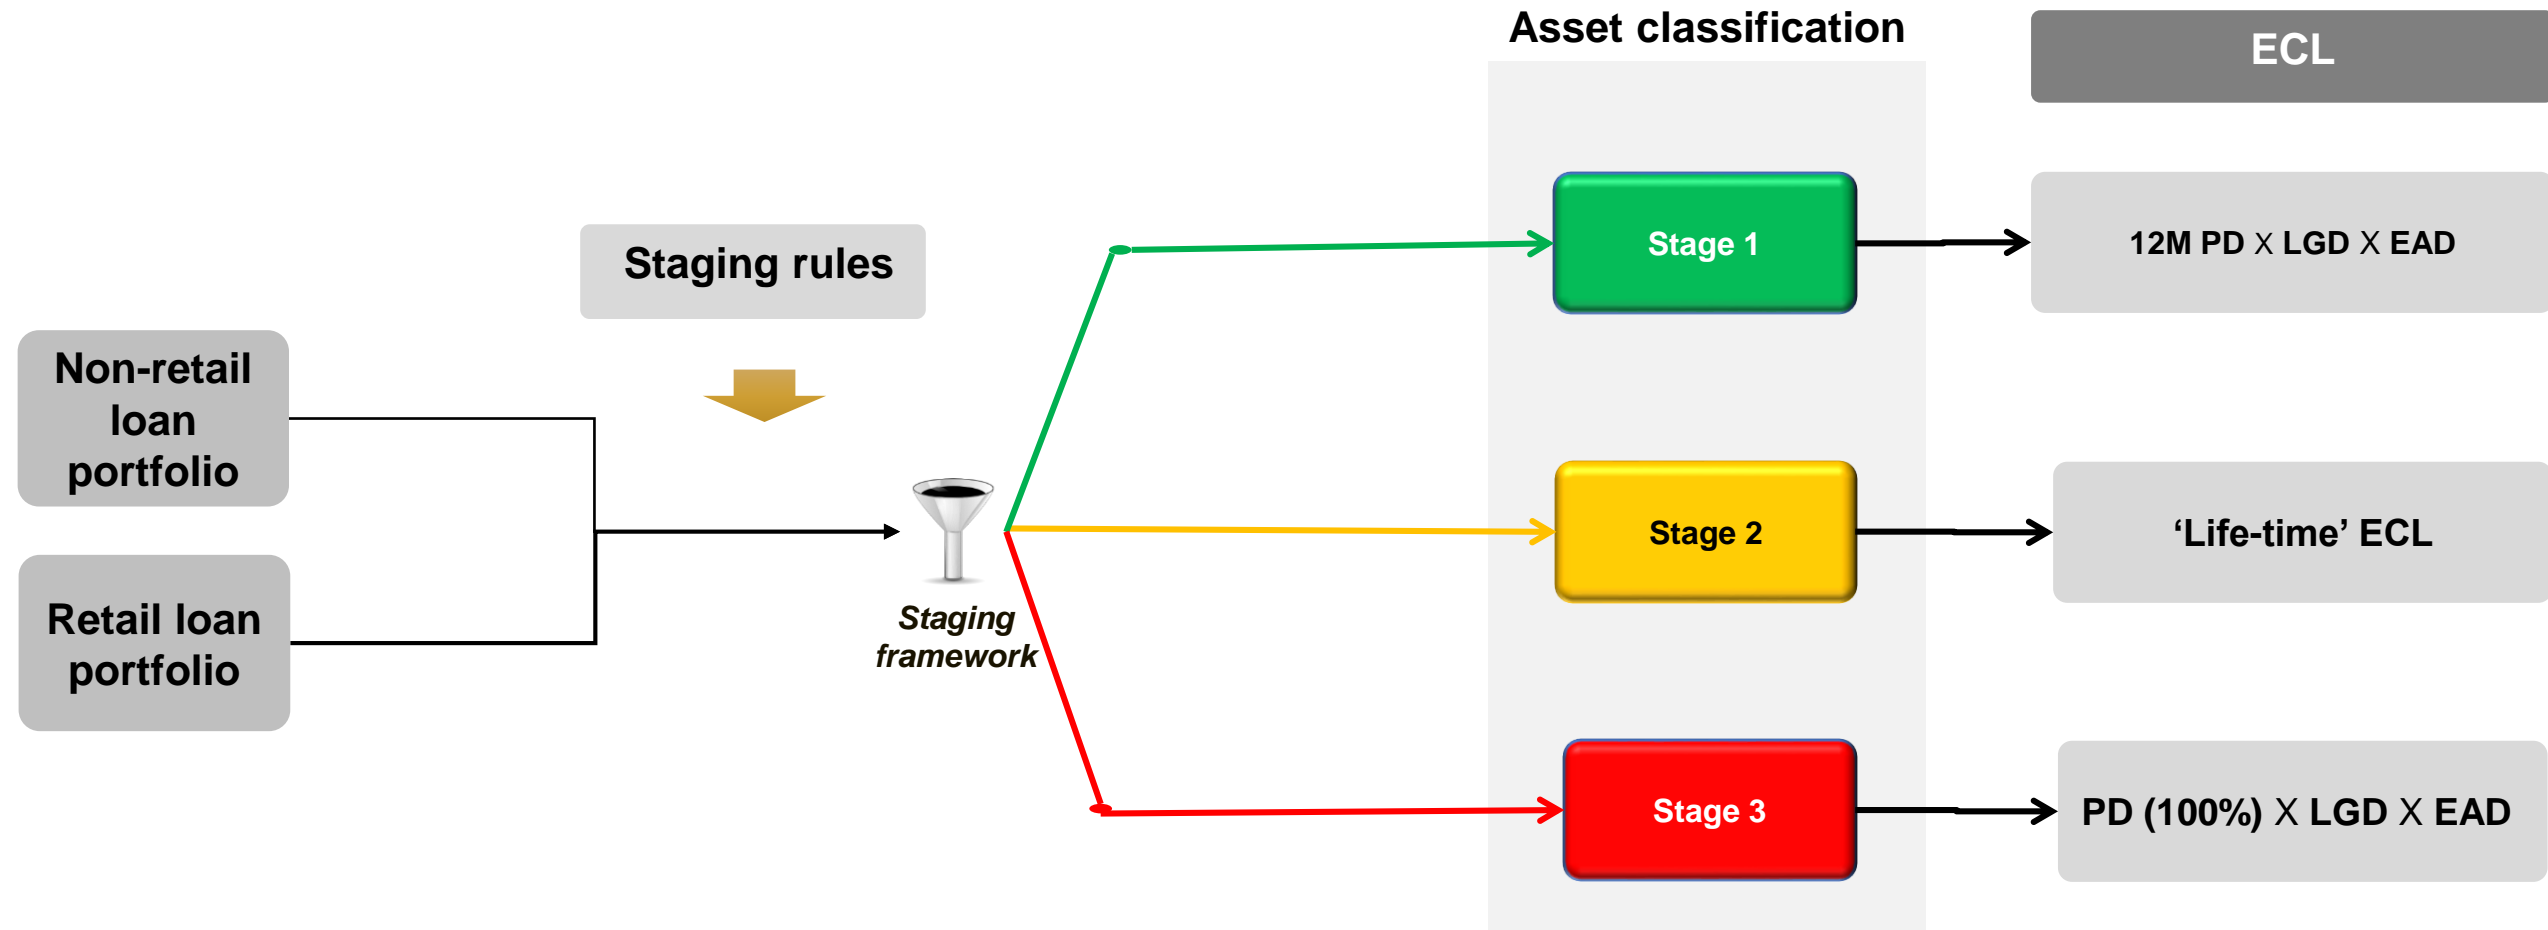 Asset classification
ECL
Staging rules
Non-retail
loan
portfolio
Retail loan
portfolio
Staging
framework
Stage 1
12M PD X LGD X EAD
Stage 2
‘Life-time’ ECL
Stage 3
PD (100%) X LGD X EAD